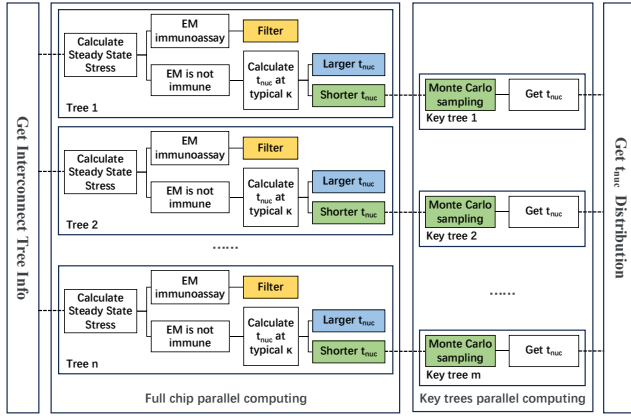 Get Interconnect Tree Info
Calculate
Steady State
Stress
EM
immunoassay
Filter
EM is not
immune
Calculate
tnuc at
typical κ
Larger tnuc
Shorter tnuc
Tree 1
Calculate
Steady State
Stress
EM
immunoassay
Filter
EM is not
immune
Calculate
tnuc at
typical κ
Larger tnuc
Shorter tnuc
Tree 2
......
Calculate
Steady State
Stress
EM
immunoassay
Filter
EM is not
immune
Calculate
tnuc at
typical κ
Larger tnuc
Shorter tnuc
Tree n
Full chip parallel computing
Monte Carlo
sampling
Get tnuc
Key tree 1
Monte Carlo
sampling
Get tnuc
Key tree 2
......
Monte Carlo
sampling
Get tnuc
Key tree m
Key trees parallel computing
Get tnuc Distribution